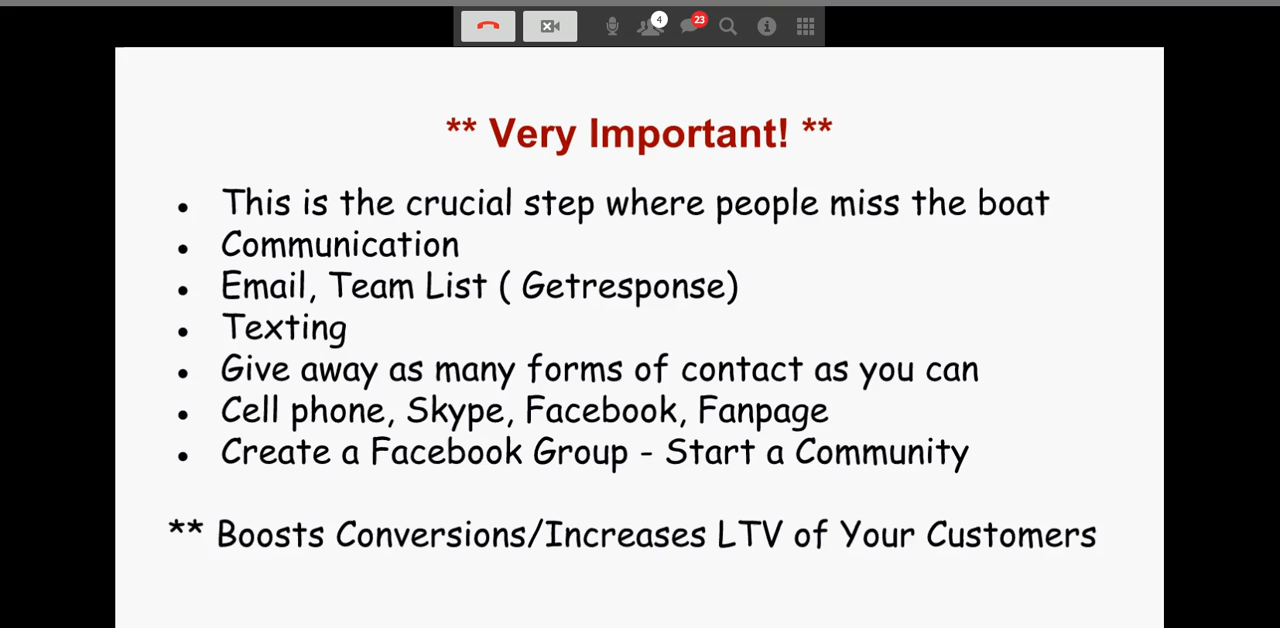 4
23
** Very Important! **
• This is the crucial step where people miss the boat
• Communication
• Email, Team List ( Getresponse)
• Texting
• Give away as many forms of contact as you can
• Cell phone, Skype, Facebook, Fanpage
• Create a Facebook Group - Start a Community
** Boosts Conversions/Increases LTV of Your Customers